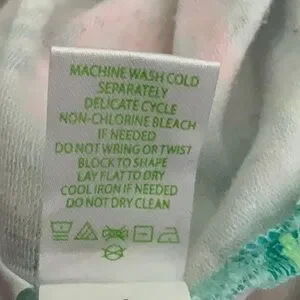 MACHINE WASH COLD
SEPARATELY
DELICATE CYCLE
NON-CHLORINE BLEACH
IF NEEDED
DO NOT WRING OR TWIST
BLOCK TO SHAPE
LAY FLAT TO DRY
COOL IRON IF NEEDED
DO NOT DRY CLEAN